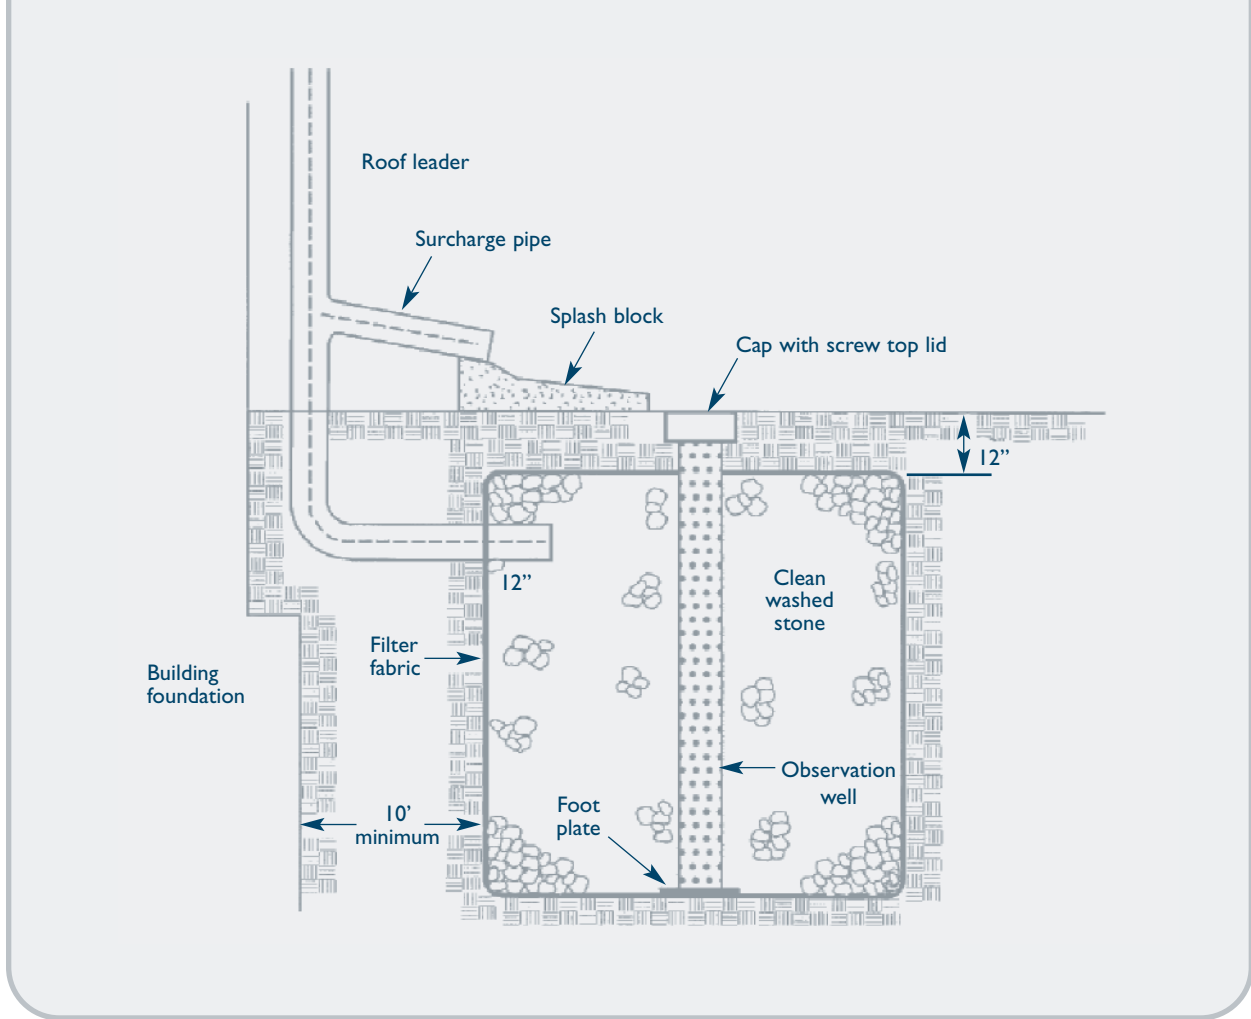 Roof leader
Surcharge pipe
Splash block
Cap with screw top lid
12”
12”
Clean
washed
stone
Filter
fabric
Building
foundation
Observation
well
Foot
plate
10’
minimum